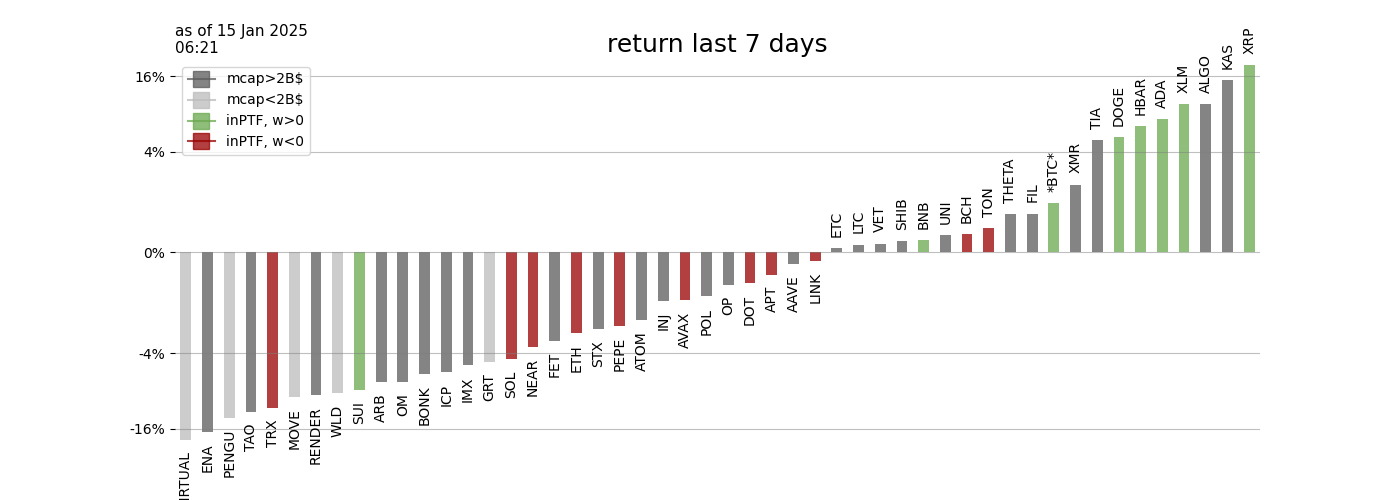 as of 15 Jan 2025
06:21
return last 7 days
mcap>2B$
mcap<2B$
inPTF, w>0
inPTF, w<0
16%
4%
0%
-4%
-16%
IRTUAL
ENA
PENGU
TAO
TRX
MOVE
RENDER
WLD
SUI
ARB
OM
BONK
ICP
IMX
GRT
SOL
NEAR
FET
ETH
STX
PEPE
ATOM
INJ
AVAX
POL
OP
DOT
APT
AAVE
LINK
ETC
LTC
VET
SHIB
BNB
UNI
BCH
TON
THETA
FIL
*BTC*
XMR
TIA
DOGE
HBAR
ADA
XLM
ALGO
KAS
XRP